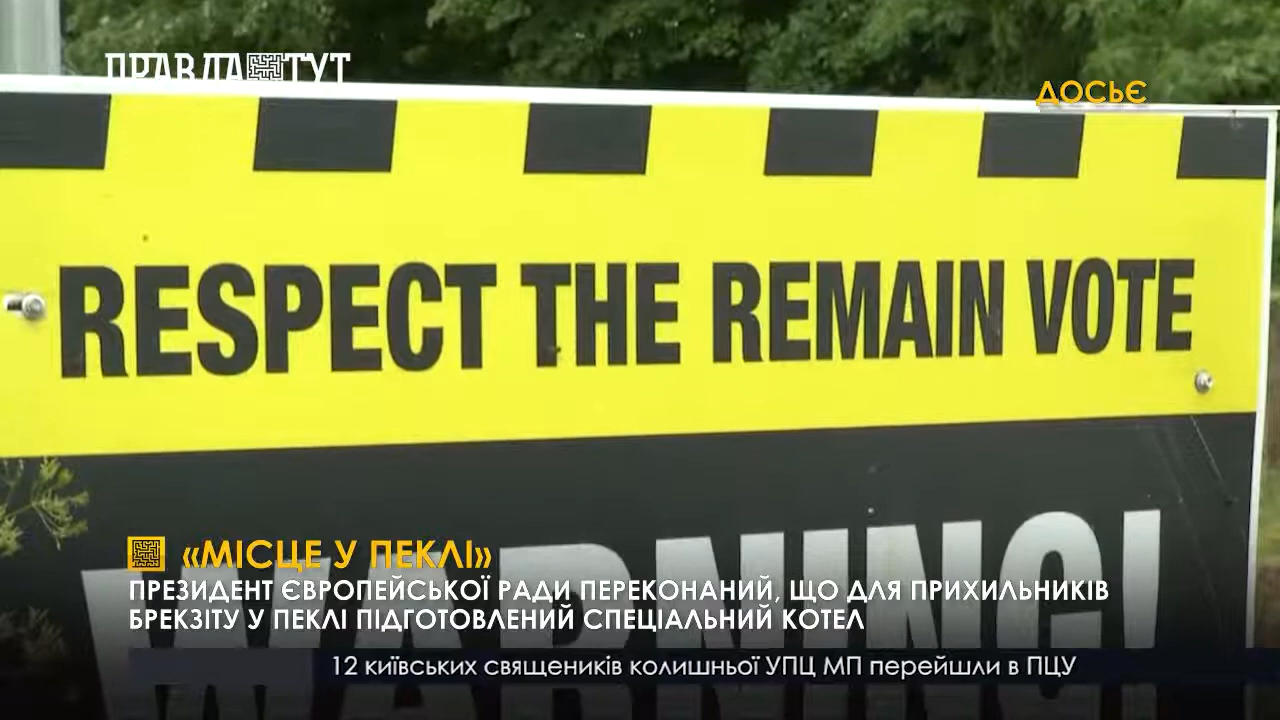 ПРАВДА ТУТ
ДОСЬЄ
RESPECT THE REMAIN VOTE
WARNING!
«МІСЦЕ У ПЕКЛІ»
ПРЕЗИДЕНТ ЄВРОПЕЙСЬКОЇ РАДИ ПЕРЕКОНАНИЙ, ЩО ДЛЯ ПРИХИЛЬНИКІВ
БРЕКЗІТУ У ПЕКЛІ ПІДГОТОВЛЕНИЙ СПЕЦІАЛЬНИЙ КОТЕЛ
12 київських священиків колишньої УПЦ МП перейшли в ПЦУ